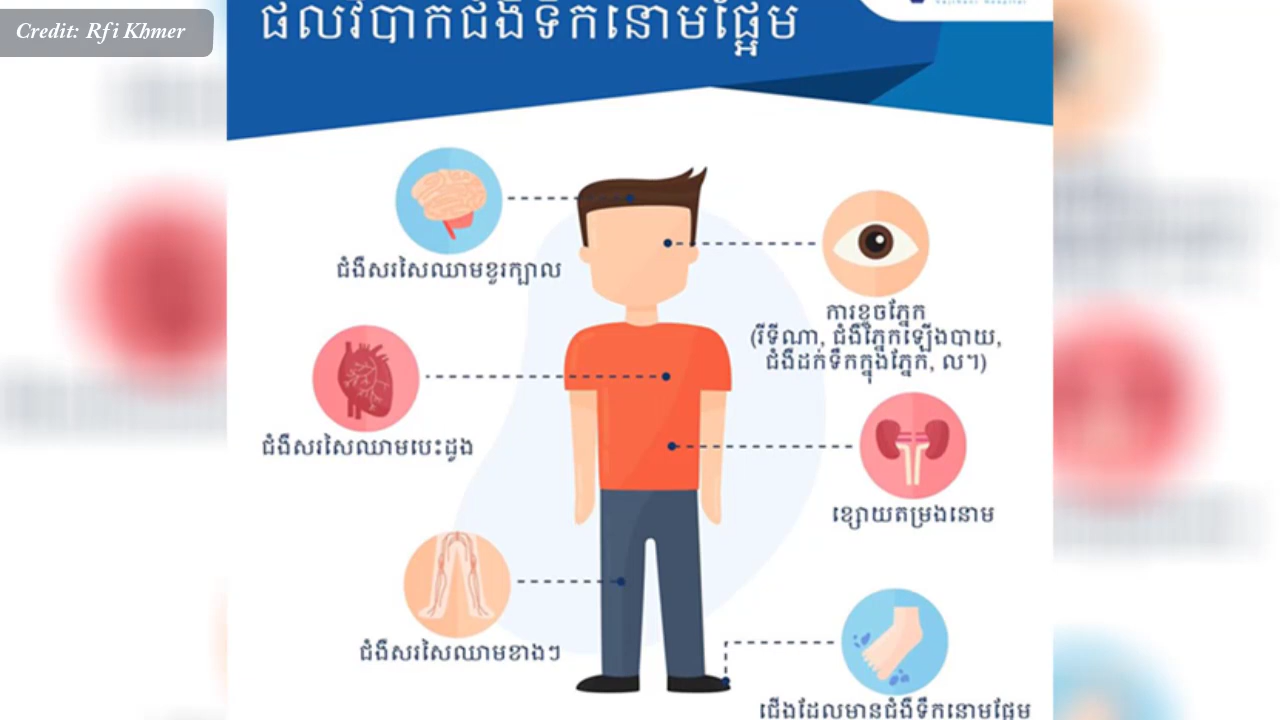 Credit: Rfi Khmer
ផលវិបាកជំងឺទឹកនោមផ្អែម
ជំងឺសរសៃឈាមខួរក្បាល
ការខូចភ្នែក
(រីទីណា, ជំងឺភ្នែកឡើងបាយ,
ជំងឺដក់ទឹកក្នុងភ្នែក, ល។)
ជំងឺសរសៃឈាមបេះដូង
ខ្សោយតម្រងនោម
ជំងឺសរសៃឈាមខាងៗ
ជើងដែលមានជំងឺទឹកនោមផ្អែម